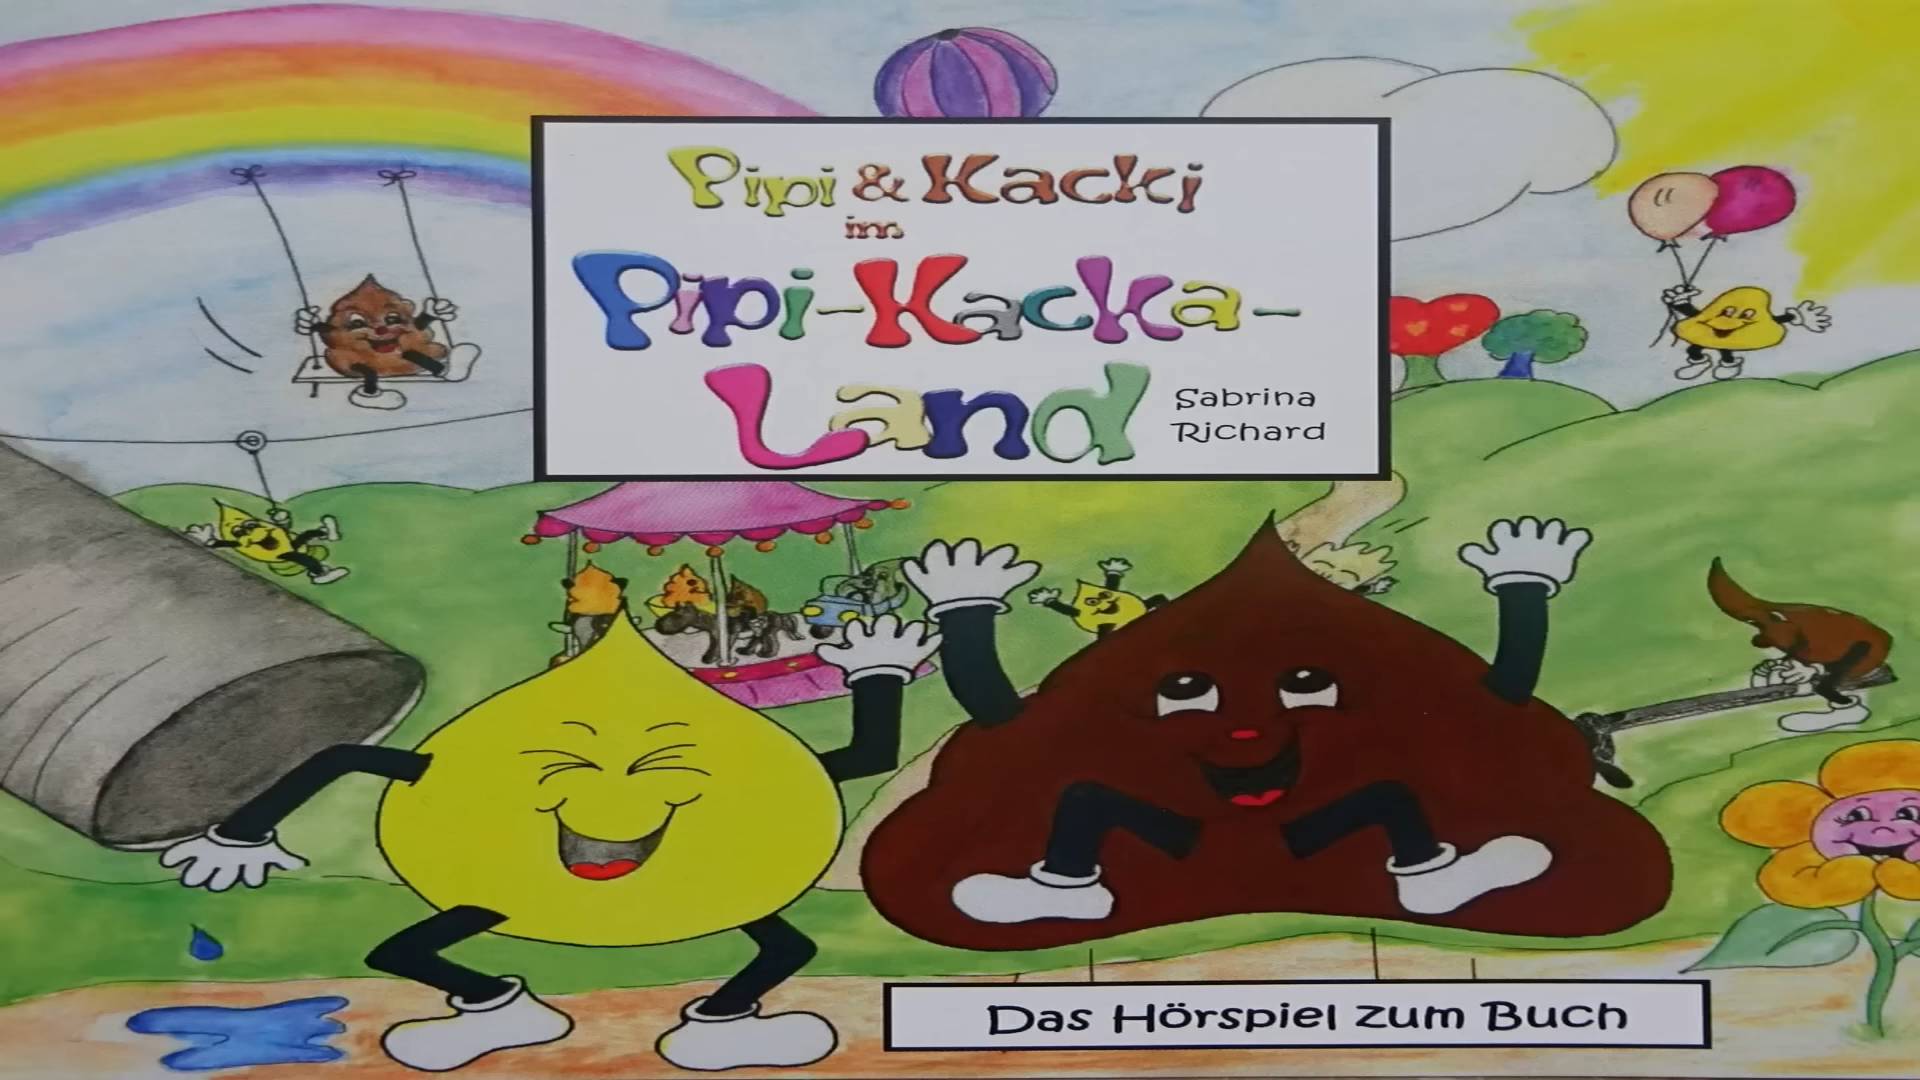 Pipi & Kacki
im
Pipi-Kacka-
Land
Sabrina
Richard
Das Hörspiel zum Buch